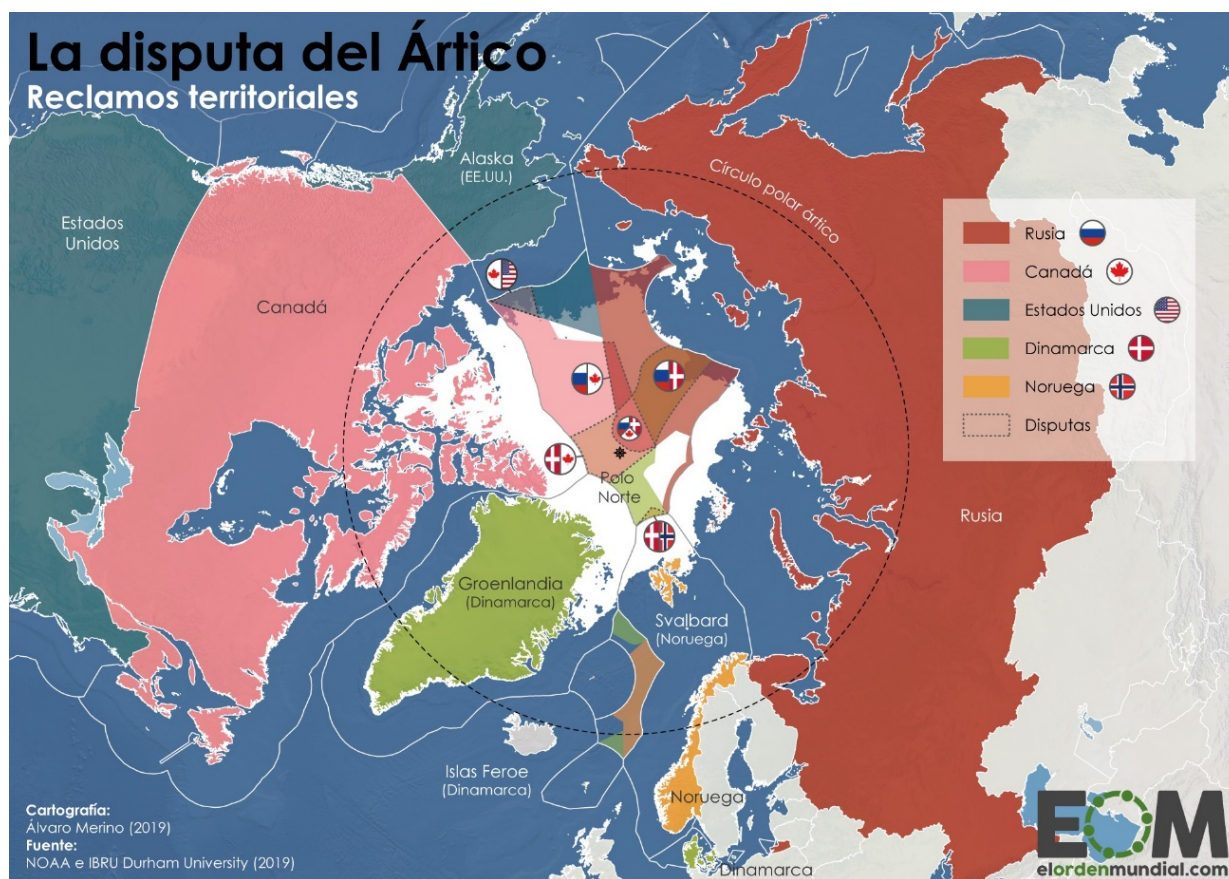 La disputa del Ártico
Reclamos territoriales
Alaska
(EE.UU.)
Círculo polar ártico
Estados
Unidos
Canadá
Rusia
Canadá
Estados Unidos
Dinamarca
Noruega
Disputas
Polo
Norte
Rusia
Groenlandia
(Dinamarca)
Svalbard
(Noruega)
Islas Feroe
(Dinamarca)
Noruega
Dinamarca
Cartografía:
Álvaro Merino (2019)
Fuente:
NOAA e IBRU Durham University (2019)
EOM
elordenmundial.com